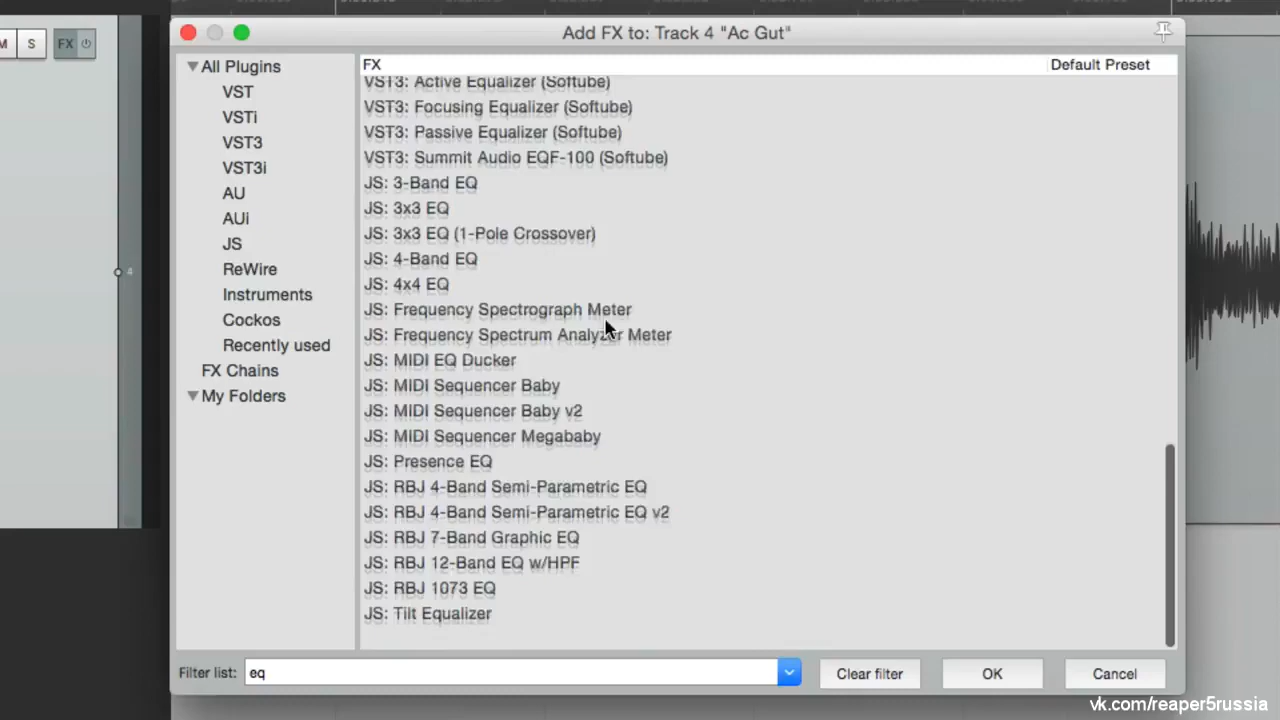 Add FX to: Track 4 "Ac Gut"
M
S
FX
4
All Plugins
VST
VSTi
VST3
VST3i
AU
AUi
JS
ReWire
Instruments
Cockos
Recently used
FX Chains
My Folders
FX
Default Preset
VST3: Active Equalizer (Softube)
VST3: Focusing Equalizer (Softube)
VST3: Passive Equalizer (Softube)
VST3: Summit Audio EQF-100 (Softube)
JS: 3-Band EQ
JS: 3x3 EQ
JS: 3x3 EQ (1-Pole Crossover)
JS: 4-Band EQ
JS: 4x4 EQ
JS: Frequency Spectrograph Meter
JS: Frequency Spectrum Analyzer Meter
JS: MIDI EQ Ducker
JS: MIDI Sequencer Baby
JS: MIDI Sequencer Baby v2
JS: MIDI Sequencer Megababy
JS: Presence EQ
JS: RBJ 4-Band Semi-Parametric EQ
JS: RBJ 4-Band Semi-Parametric EQ v2
JS: RBJ 7-Band Graphic EQ
JS: RBJ 12-Band EQ w/HPF
JS: RBJ 1073 EQ
JS: Tilt Equalizer
Filter list:
eq
Clear filter
OK
Cancel
vk.com/reaper5russia